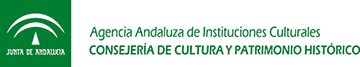 Agencia Andaluza de Instituciones Culturales
CONSEJERÍA DE CULTURA Y PATRIMONIO HISTÓRICO
JUNTA DE ANDALUCIA